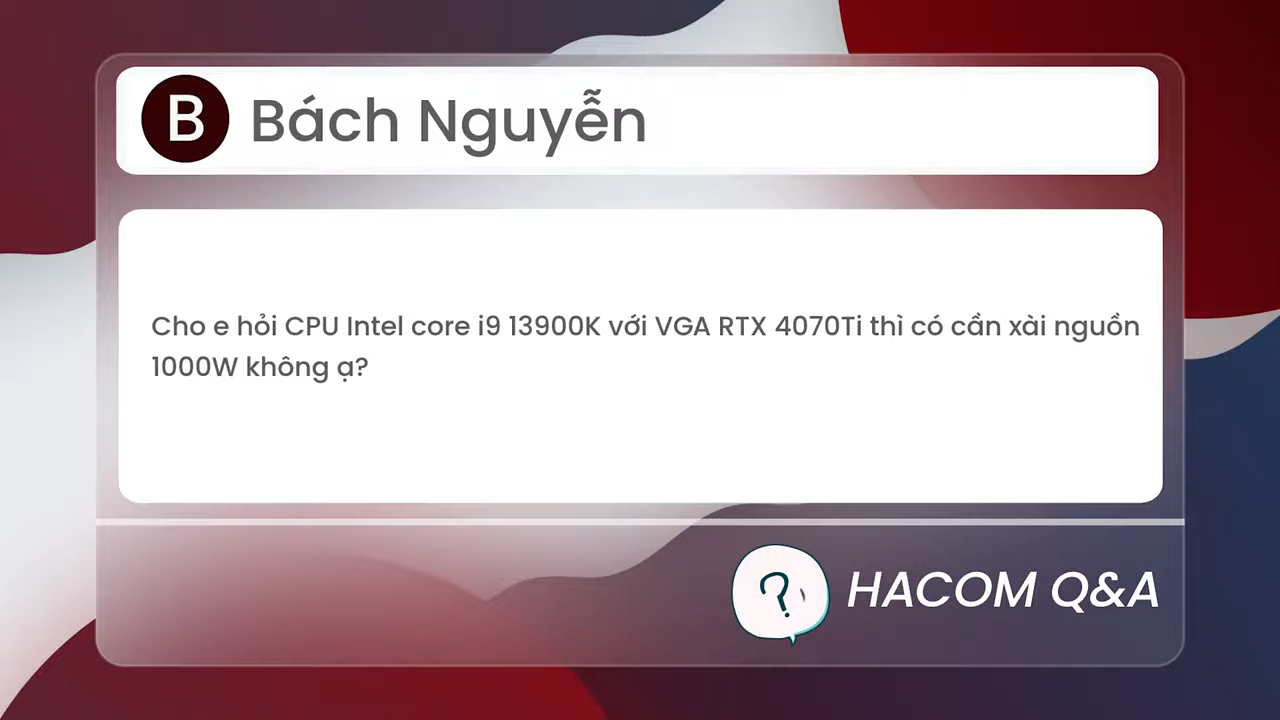 B
Bách Nguyễn
Cho e hỏi CPU Intel core i9 13900K với VGA RTX 4070Ti thì có cần xài nguồn
1000W không ạ?
?
HACOM Q&A